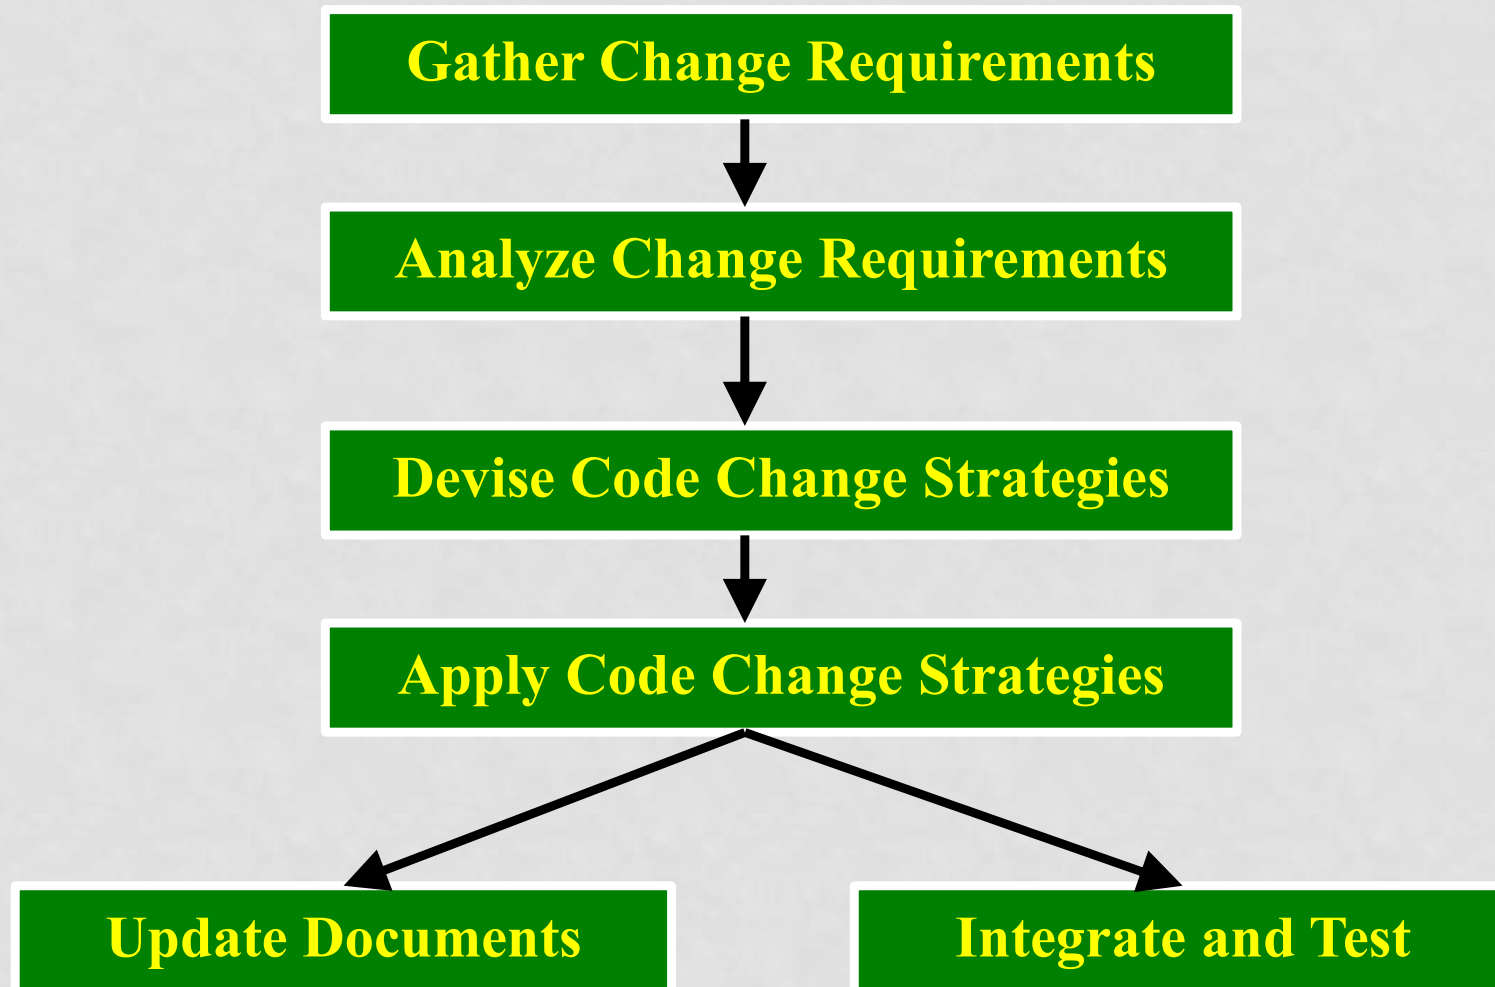 Gather Change Requirements
Analyze Change Requirements
Devise Code Change Strategies
Apply Code Change Strategies
Update Documents
Integrate and Test